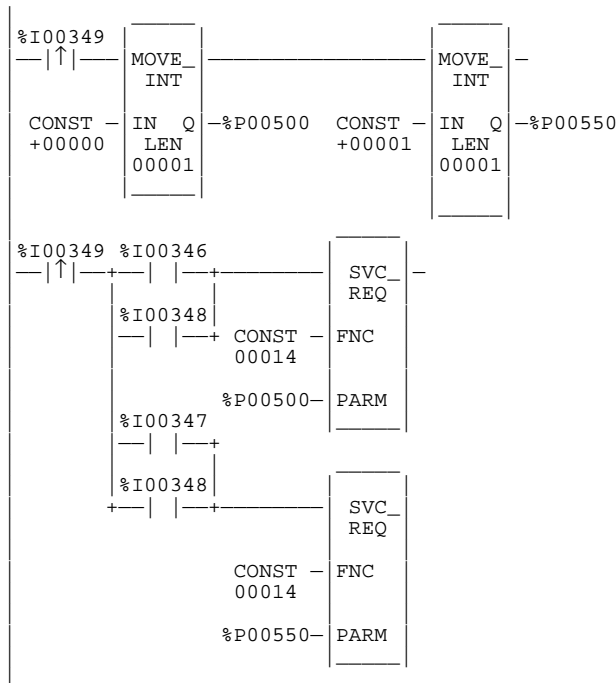 %I00349
↑ MOVE_ MOVE_
INT INT
CONST IN Q %P00500 CONST IN Q %P00550
+00000 LEN +00001 LEN
00001 00001
%I00349 %I00346
↑ SVC_
REQ
%I00348
CONST FNC
00014
%P00500 PARM
%I00347
%I00348
SVC_
REQ
CONST FNC
00014
%P00550 PARM